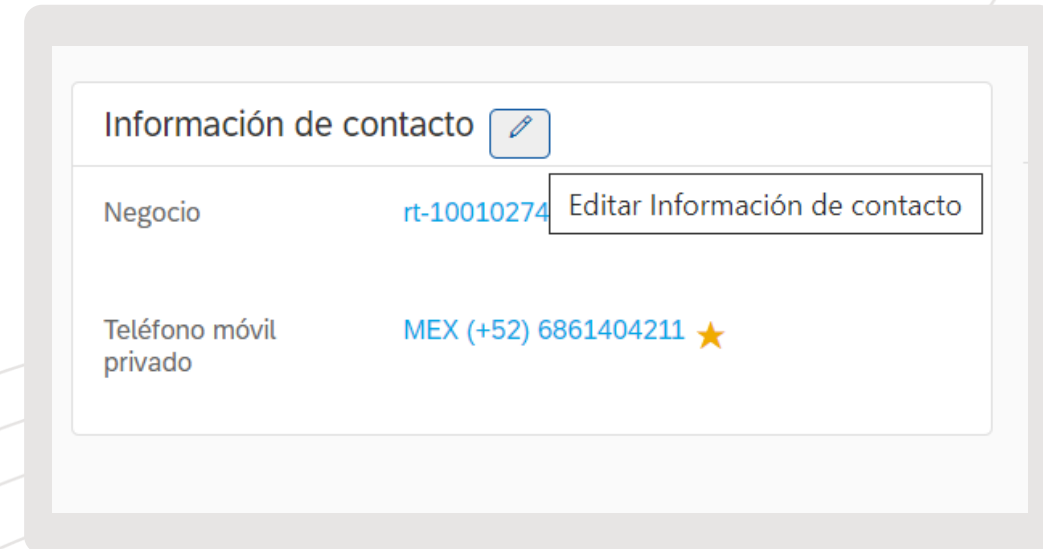 Información de contacto
Negocio
rt-10010274
Editar Información de contacto
Teléfono móvil
privado
MEX (+52) 6861404211